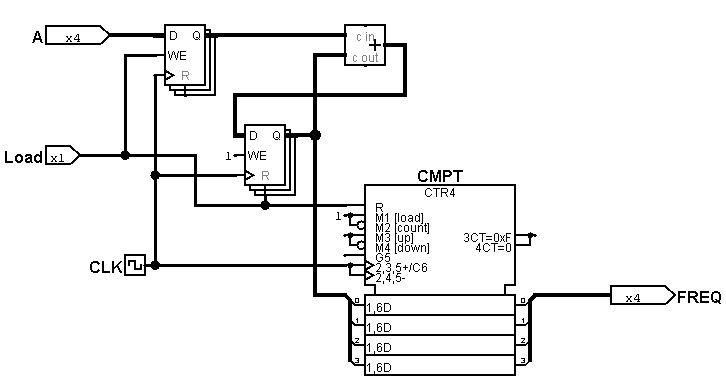 A x4
D Q
WE
R
c in
+
c out
D Q
1 WE
R
Load x1
CMPT
CTR4
R
1 M1 [load]
M2 [count]
M3 [up]
M4 [down]
3CT=0xF
4CT=0
G5
CLK
2,3,5+/C6
2,4,5-
x4 FREQ
0 1,6D 0
1 1,6D 1
2 1,6D 2
3 1,6D 3